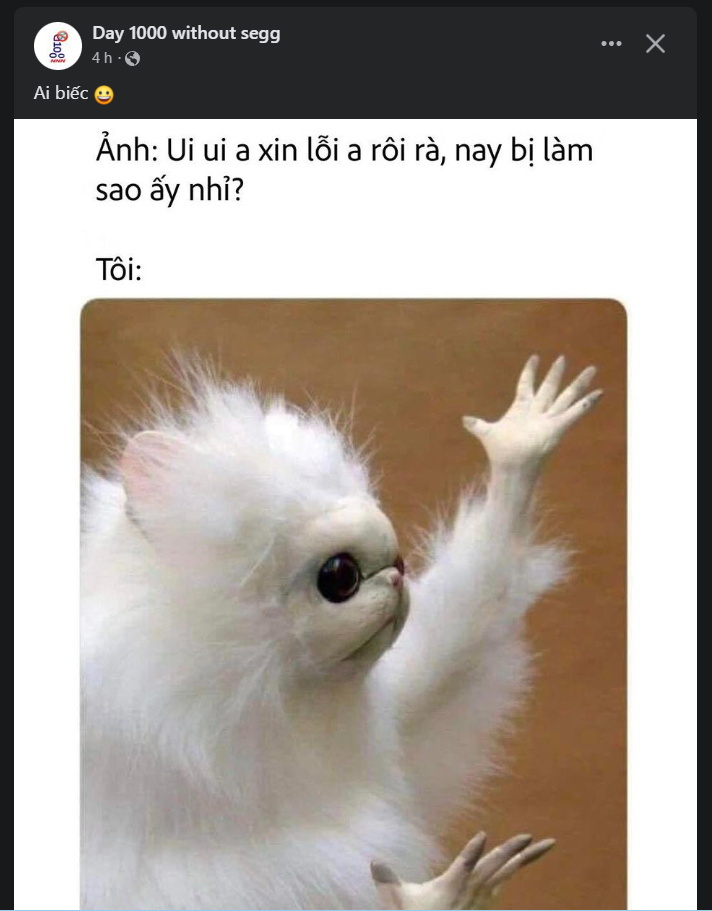 Day 1000 without segg
4 h ·
Ai biếc 😀
Ảnh: Ui ui a xin lỗi a rôi rà, nay bị làm
sao ấy nhỉ?
Tôi: